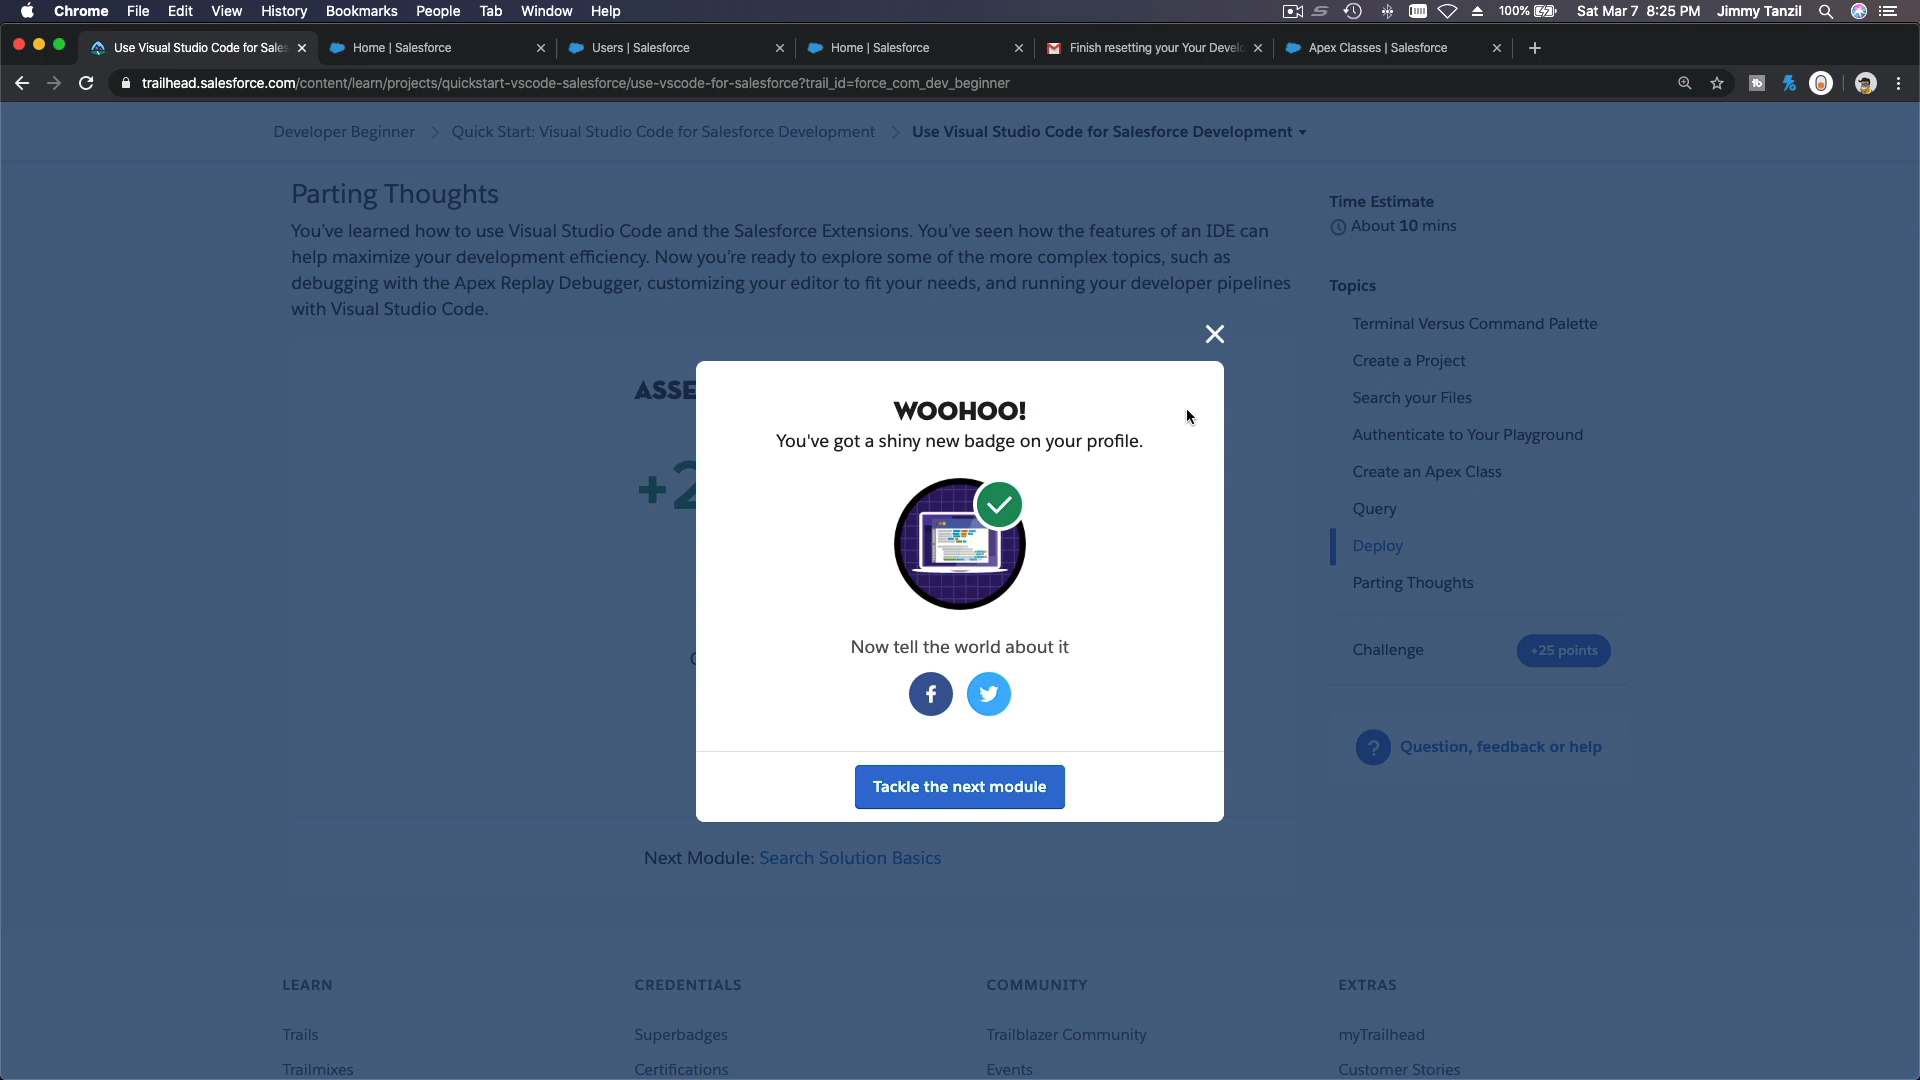 Chrome File Edit View History Bookmarks People Tab Window Help 100% Sat Mar 7 8:25 PM Jimmy Tanzil
Use Visual Studio Code for Sales Home | Salesforce Users | Salesforce Home | Salesforce Finish resetting your Your Devel Apex Classes | Salesforce
trailhead.salesforce.com/content/learn/projects/quickstart-vscode-salesforce/use-vscode-for-salesforce?trail_id=force_com_dev_beginner
Developer Beginner > Quick Start: Visual Studio Code for Salesforce Development > Use Visual Studio Code for Salesforce Development
Parting Thoughts
You've learned how to use Visual Studio Code and the Salesforce Extensions. You've seen how the features of an IDE can
help maximize your development efficiency. Now you're ready to explore some of the more complex topics, such as
debugging with the Apex Replay Debugger, customizing your editor to fit your needs, and running your developer pipelines
with Visual Studio Code.
ASSE
+2
WOOHOO!
You've got a shiny new badge on your profile.
Now tell the world about it
Tackle the next module
Next Module: Search Solution Basics
Time Estimate
About 10 mins
Topics
Terminal Versus Command Palette
Create a Project
Search your Files
Authenticate to Your Playground
Create an Apex Class
Query
Deploy
Parting Thoughts
Challenge +25 points
? Question, feedback or help
LEARN
Trails
Trailmixes
CREDENTIALS
Superbadges
Certifications
COMMUNITY
Trailblazer Community
Events
EXTRAS
myTrailhead
Customer Stories